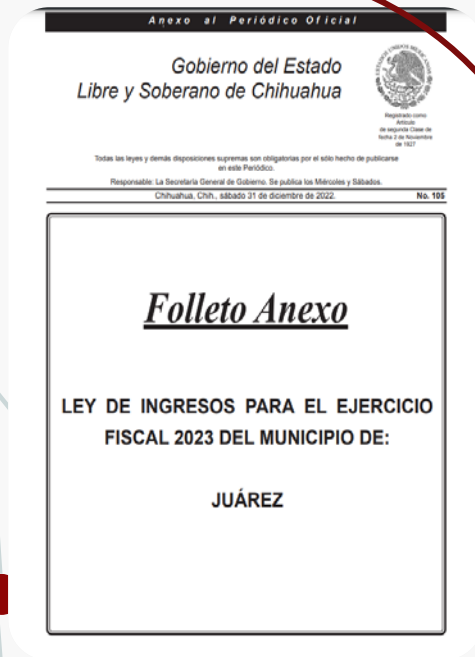 Anexo al Periódico Oficial
Gobierno del Estado
Libre y Soberano de Chihuahua
Registrado como
Artículo
de segunda Clase de
fecha 2 de Noviembre
de 1927
Todas las leyes y demás disposiciones supremas son obligatorias por el sólo hecho de publicarse
en este Periódico.
Responsable: La Secretaría General de Gobierno. Se publica los Miércoles y Sábados.
Chihuahua, Chih., sábado 31 de diciembre de 2022. No. 105
Folleto Anexo
LEY DE INGRESOS PARA EL EJERCICIO
FISCAL 2023 DEL MUNICIPIO DE:
JUÁREZ